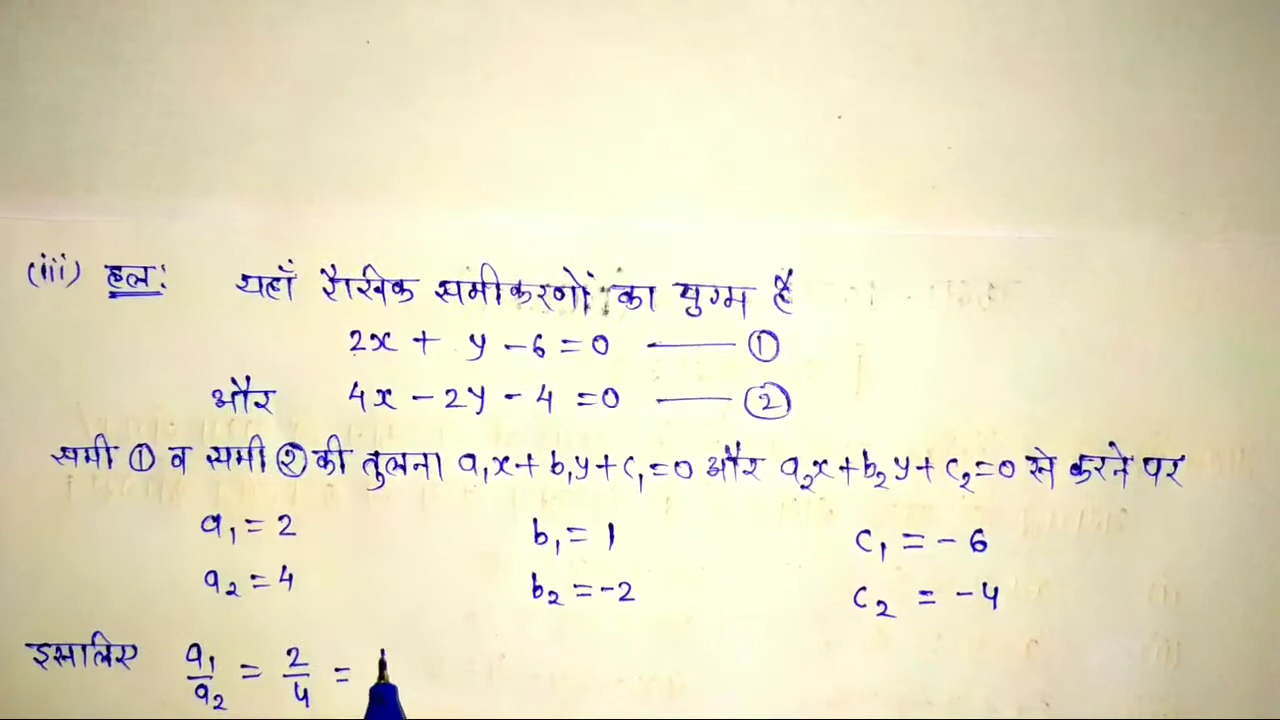 (iii) हल: यहाँ रैखिक समीकरणों का युग्म है
2x + y - 6 = 0 —— ①
और 4x - 2y - 4 = 0 —— ②
समी ① व समी ② की तुलना a₁x + b₁y + c₁ = 0 और a₂x + b₂y + c₂ = 0 से करने पर
a₁ = 2 b₁ = 1 c₁ = - 6
a₂ = 4 b₂ = -2 c₂ = -4
इसलिए a₁/a₂ = 2/4 =